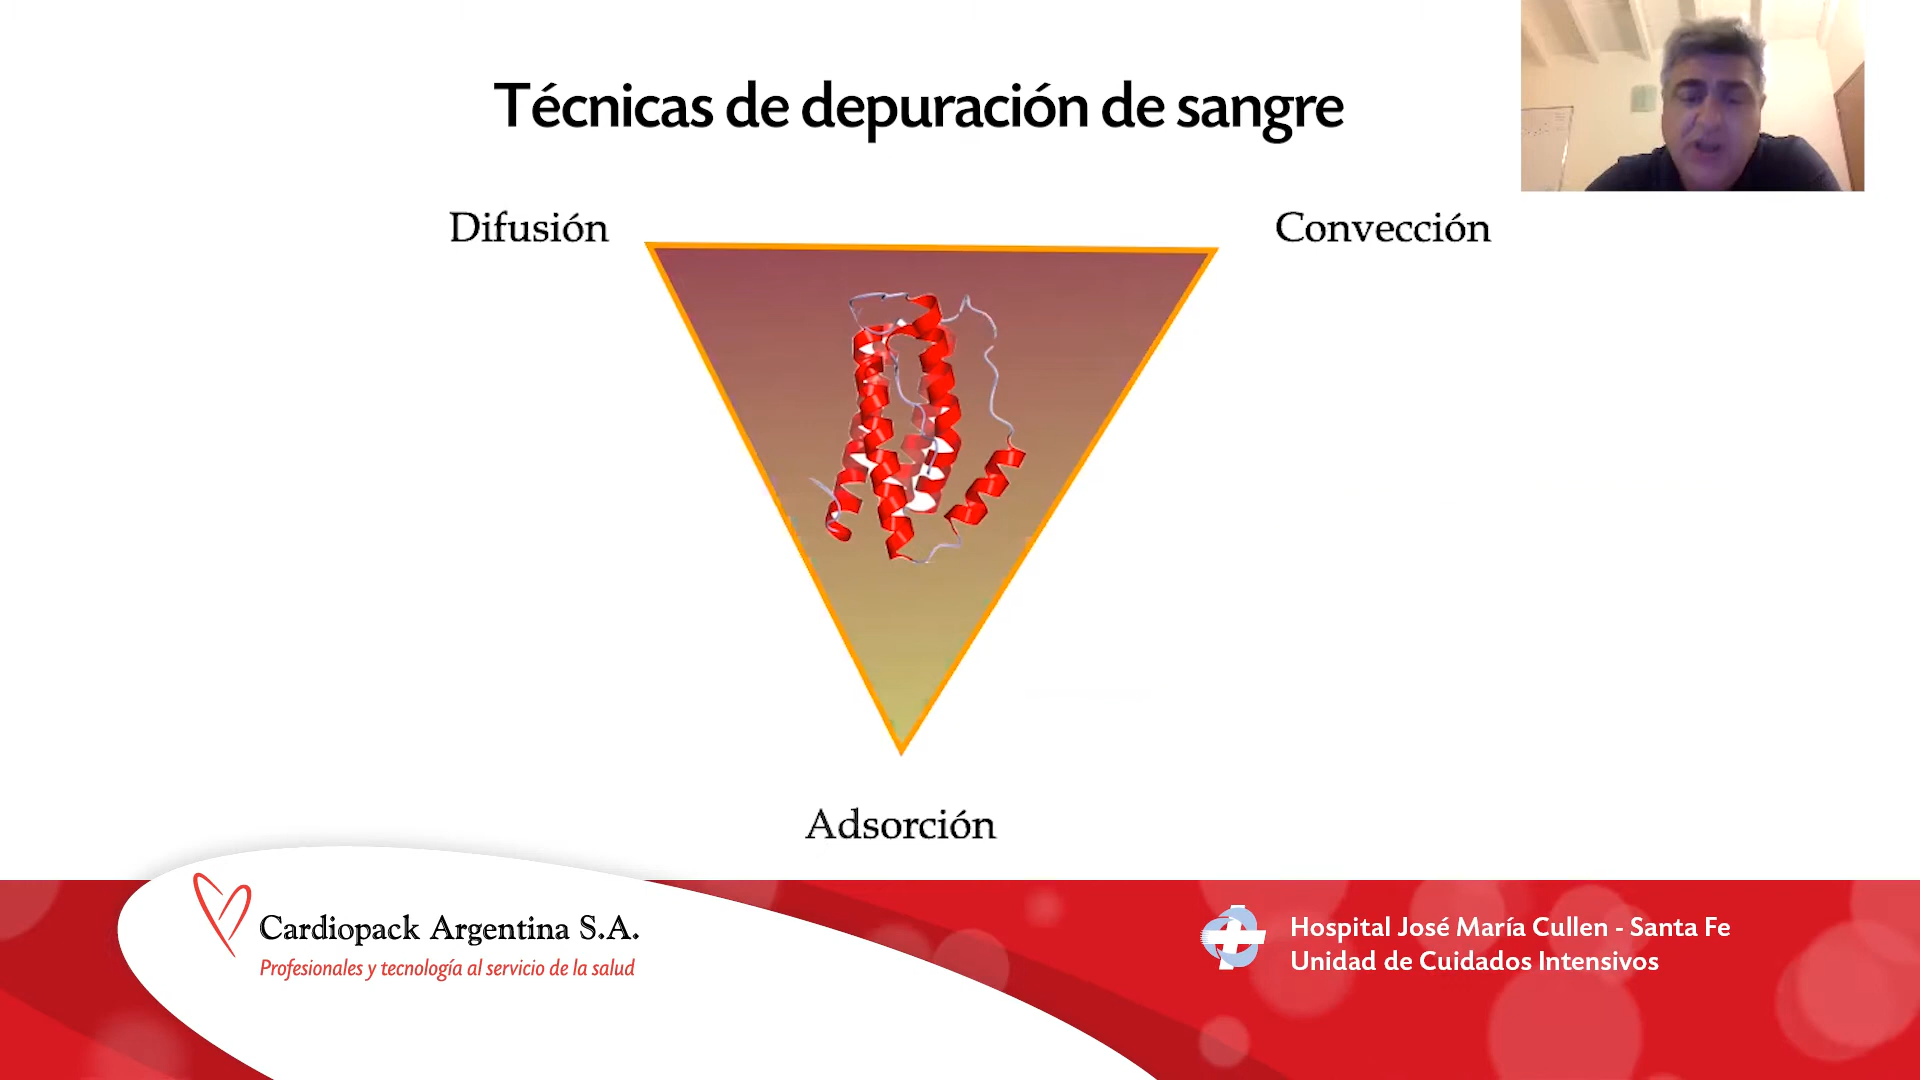 Técnicas de depuración de sangre
Difusión
Convección
Adsorción
Cardiopack Argentina S.A.
Profesionales y tecnología al servicio de la salud
Hospital José María Cullen - Santa Fe
Unidad de Cuidados Intensivos